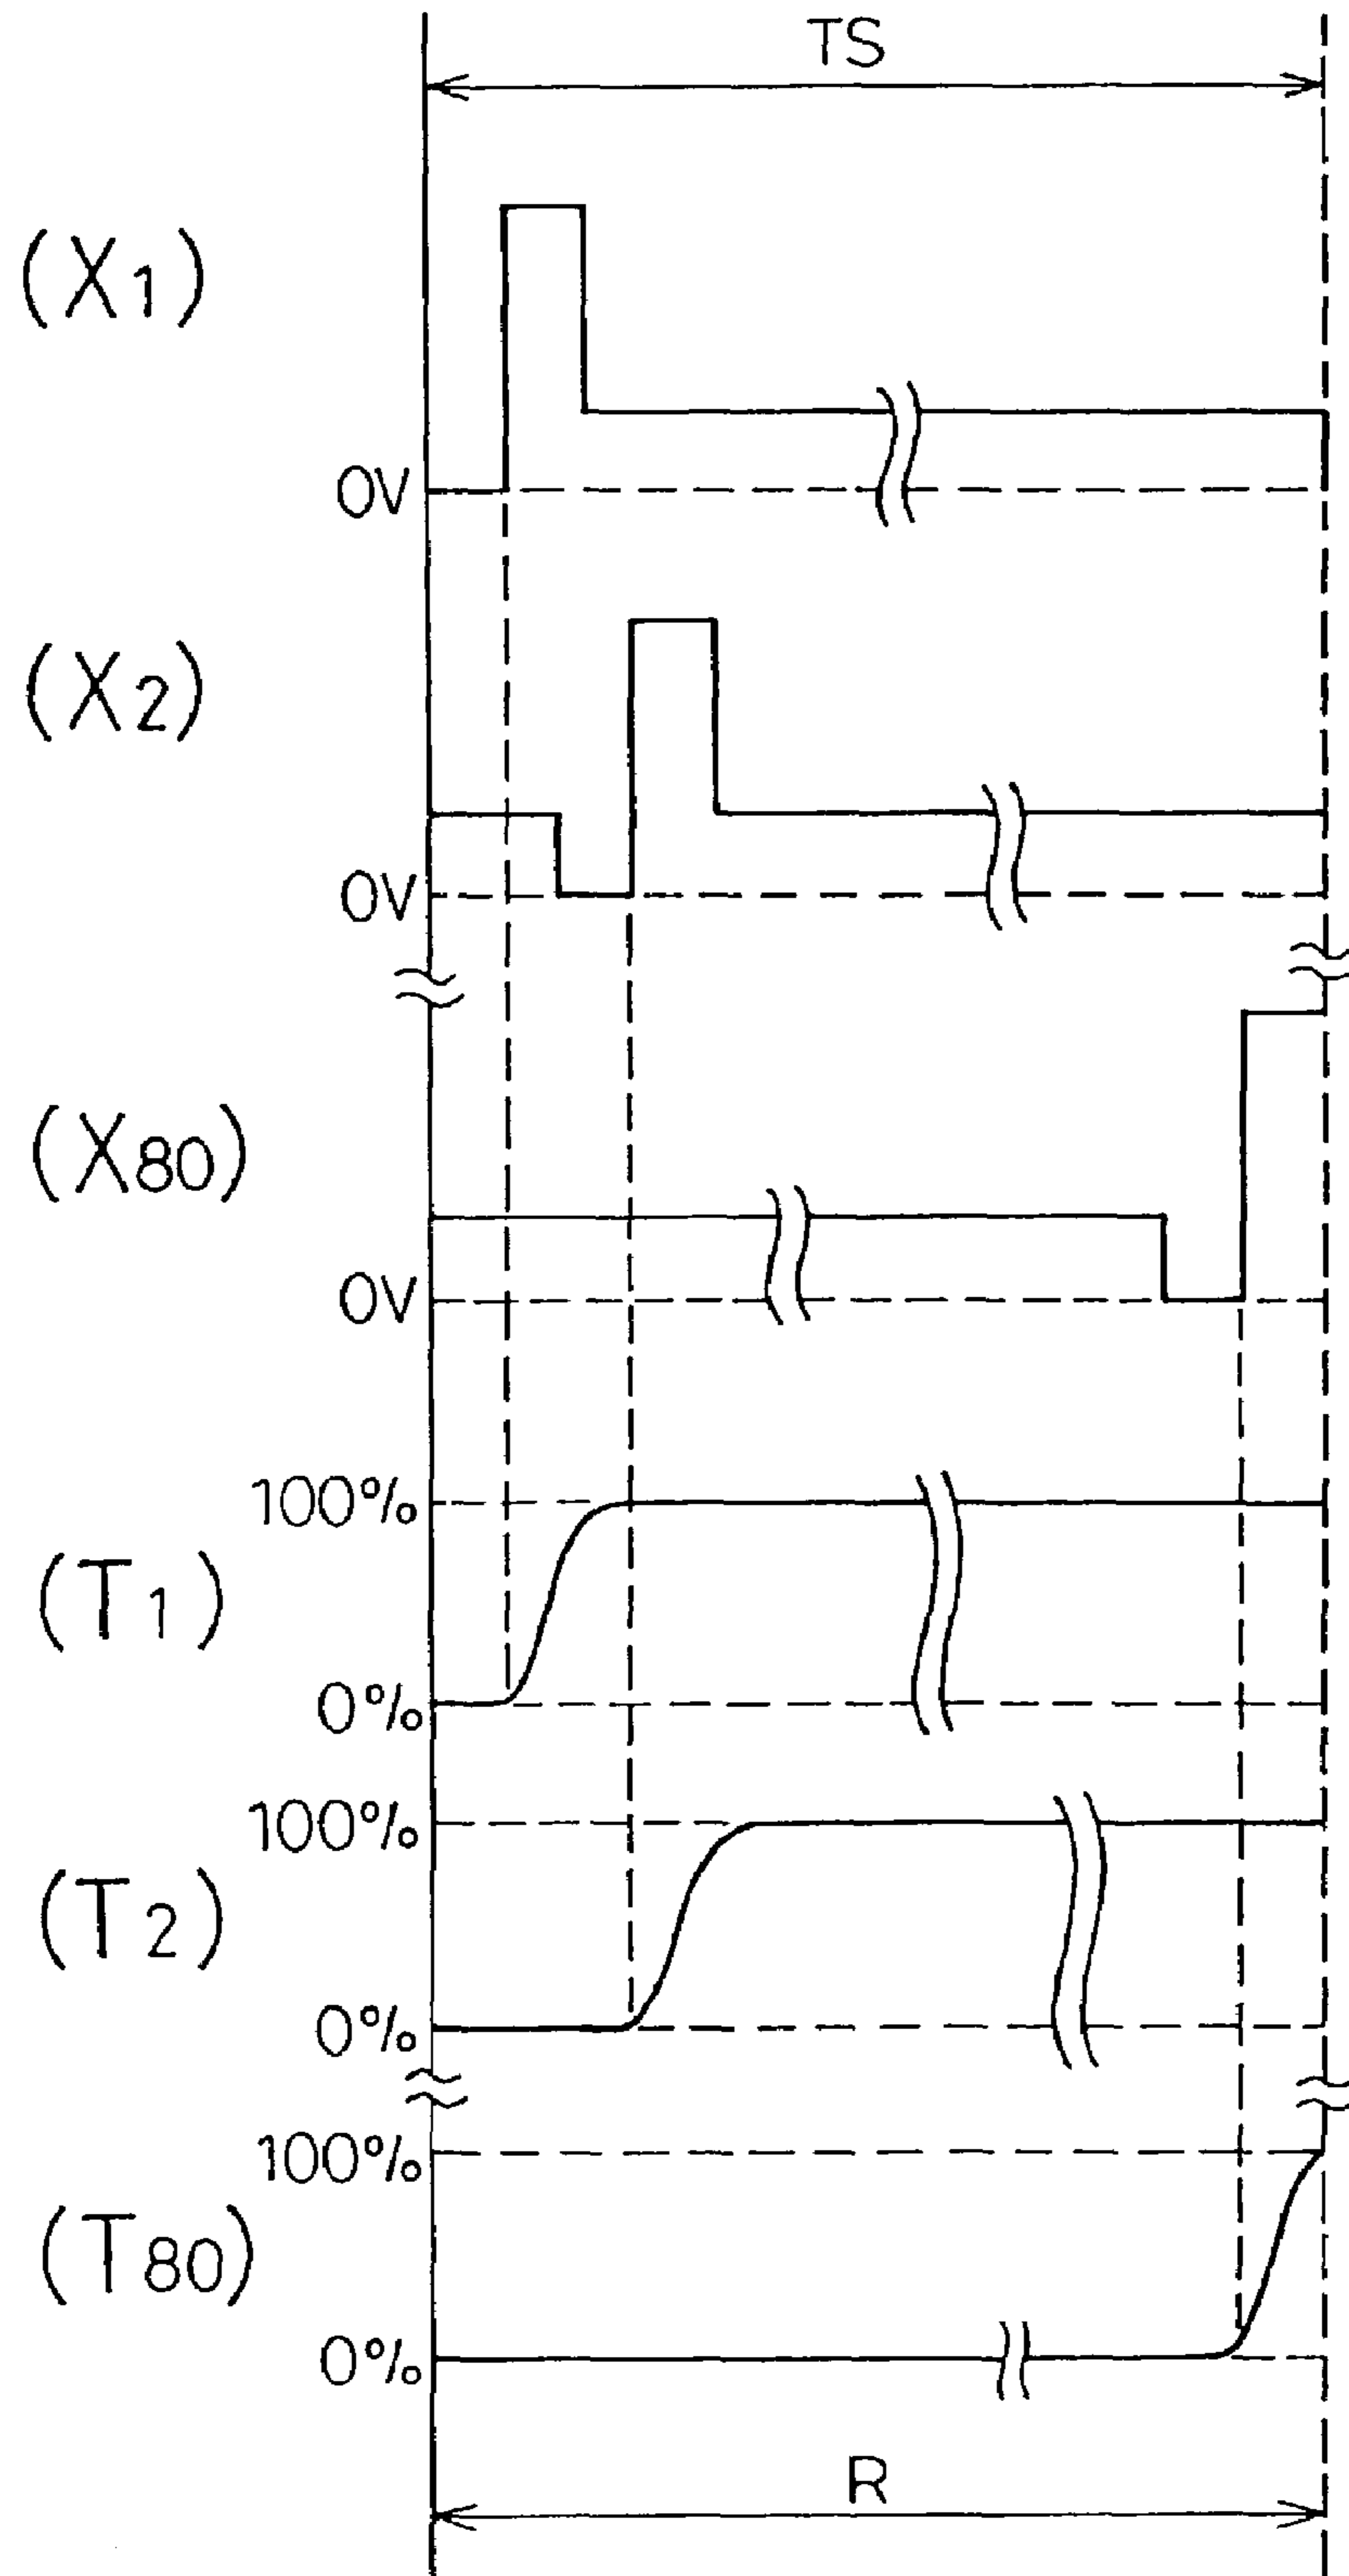 TS
(X1)
0V
(X2)
0V
(X80)
0V
100%
(T1)
0%
100%
(T2)
0%
100%
(T80)
0%
R